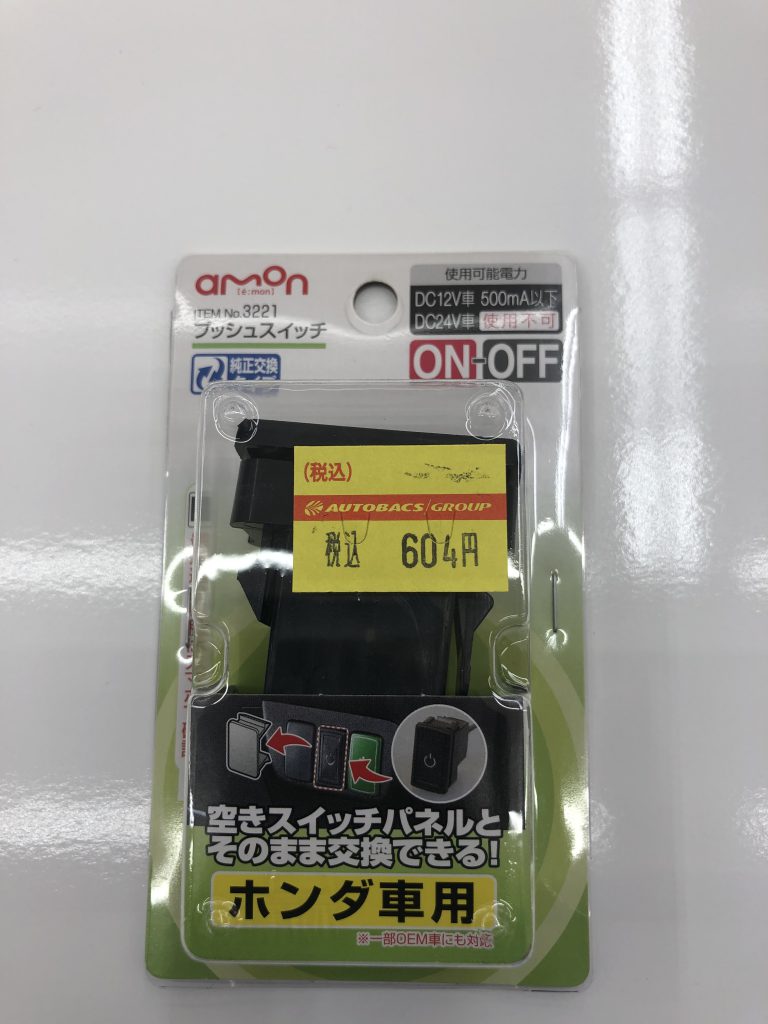 amon
[é:mon]
ITEM No.3221
プッシュスイッチ
純正交換
タイプ
使用可能電力
DC12V車 500mA以下
DC24V車 使用不可
ON-OFF
(税込)
AUTOBACS GROUP
税込 604円
空きスイッチパネルと
そのまま交換できる!
ホンダ車用
※一部OEM車にも対応